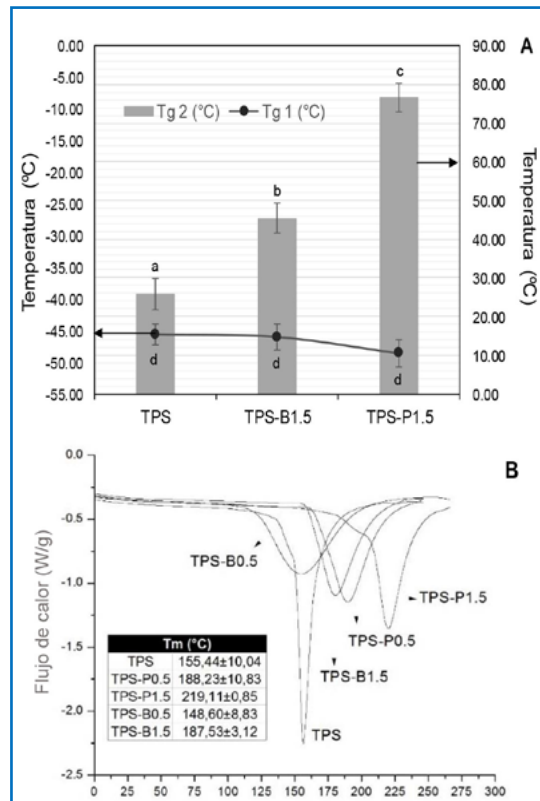 A
0.00
-5.00
-10.00
-15.00
-20.00
-25.00
-30.00
-35.00
-40.00
-45.00
-50.00
-55.00
Temperatura (ºC)
90.00
80.00
70.00
60.00
50.00
40.00
30.00
20.00
10.00
0.00
Temperatura (ºC)
Tg 2 (°C) Tg 1 (°C)
a
b
c
d
d
d
TPS TPS-B1.5 TPS-P1.5
B
0.0
-0.5
-1.0
-1.5
-2.0
-2.5
Flujo de calor (W/g)
TPS-B0.5
TPS-P1.5
TPS-P0.5
TPS-B1.5
TPS
Tm (°C)
TPS 155,44±10,04
TPS-P0.5 188,23±10,83
TPS-P1.5 219,11±0,85
TPS-B0.5 148,60±8,83
TPS-B1.5 187,53±3,12
0 25 50 75 100 125 150 175 200 225 250 275 300